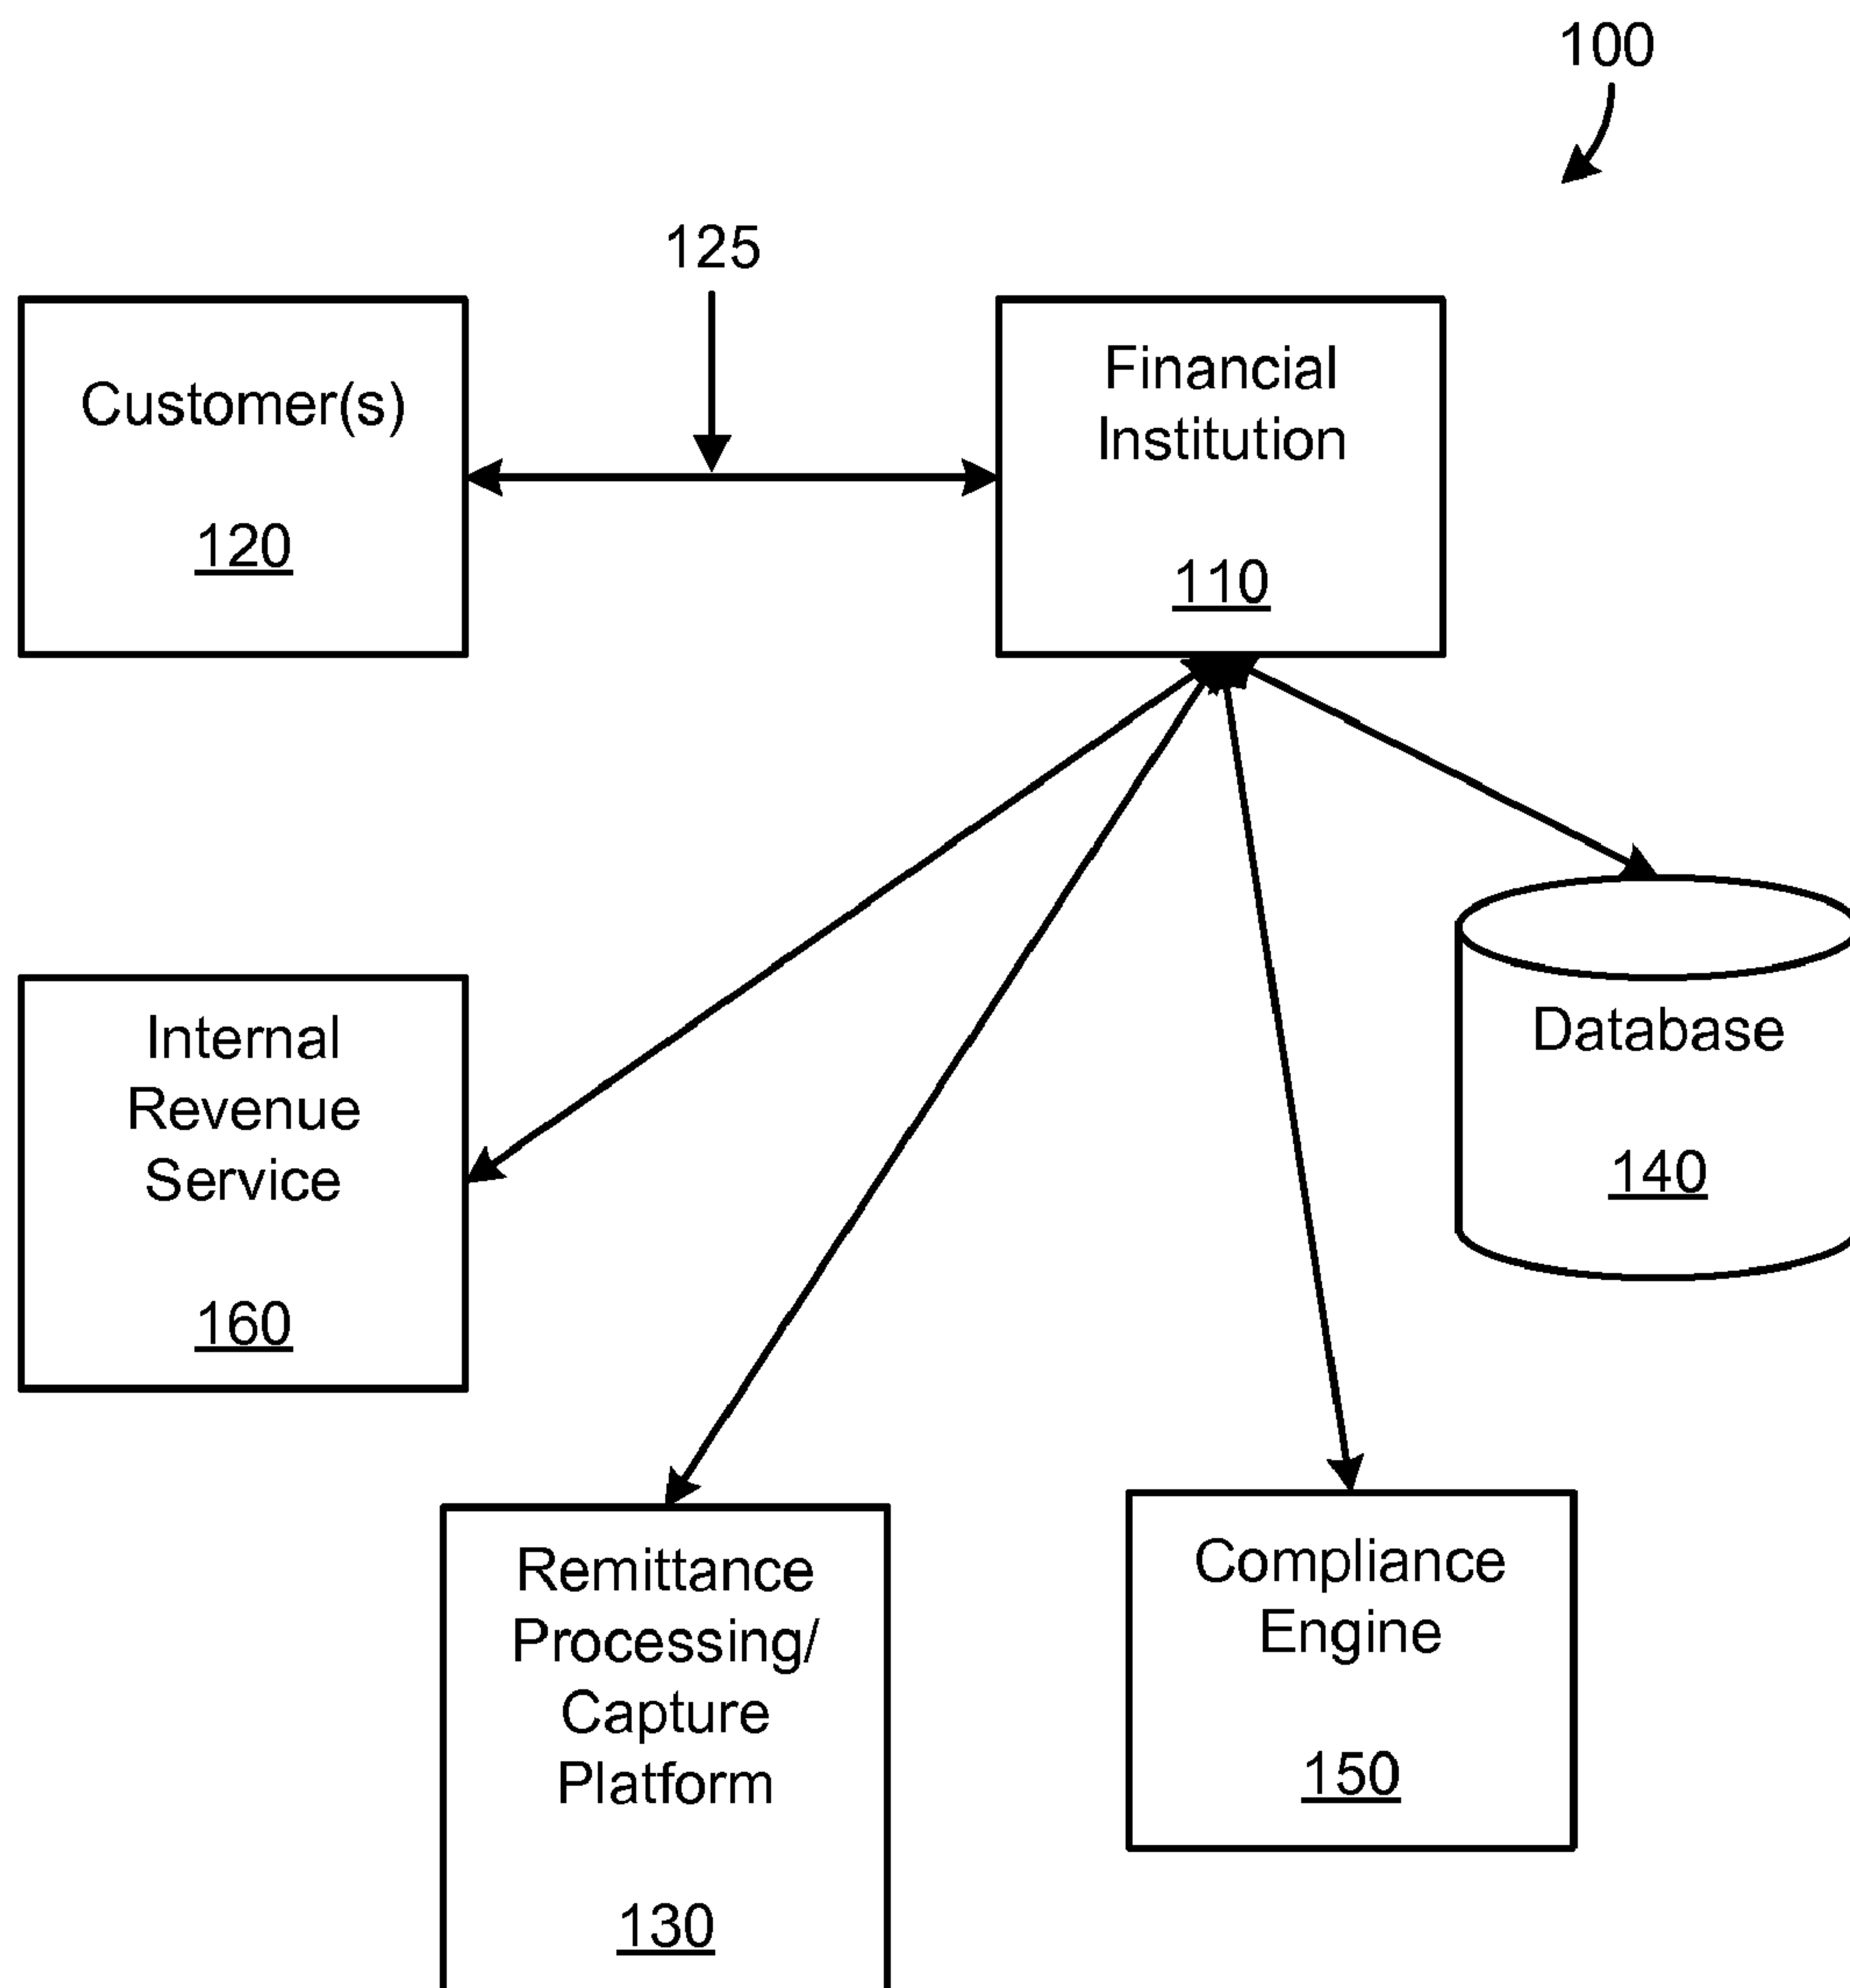 100
125
Customer(s)
120
Financial
Institution
110
Internal
Revenue
Service
160
Database
140
Remittance
Processing/
Capture
Platform
130
Compliance
Engine
150